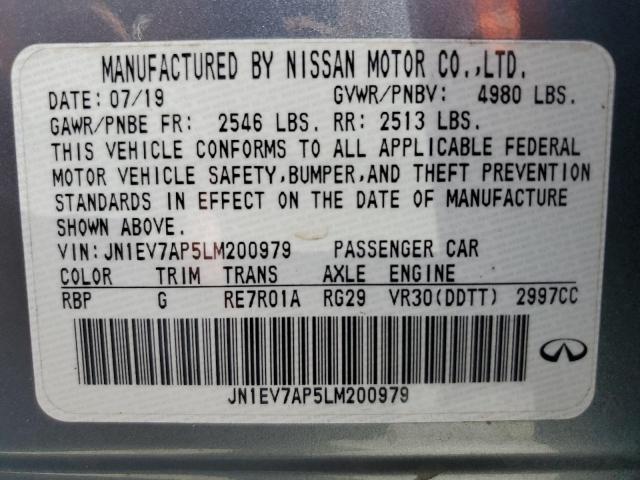 MANUFACTURED BY NISSAN MOTOR CO.,LTD.
DATE: 07/19 GVWR/PNBV: 4980 LBS.
GAWR/PNBE FR: 2546 LBS. RR: 2513 LBS.
THIS VEHICLE CONFORMS TO ALL APPLICABLE FEDERAL
MOTOR VEHICLE SAFETY,BUMPER,AND THEFT PREVENTION
STANDARDS IN EFFECT ON THE DATE OF MANUFACTURE
SHOWN ABOVE.
VIN:JN1EV7AP5LM200979 PASSENGER CAR
COLOR TRIM TRANS AXLE ENGINE
RBP G RE7R01A RG29 VR30(DDTT) 2997CC
JN1EV7AP5LM200979